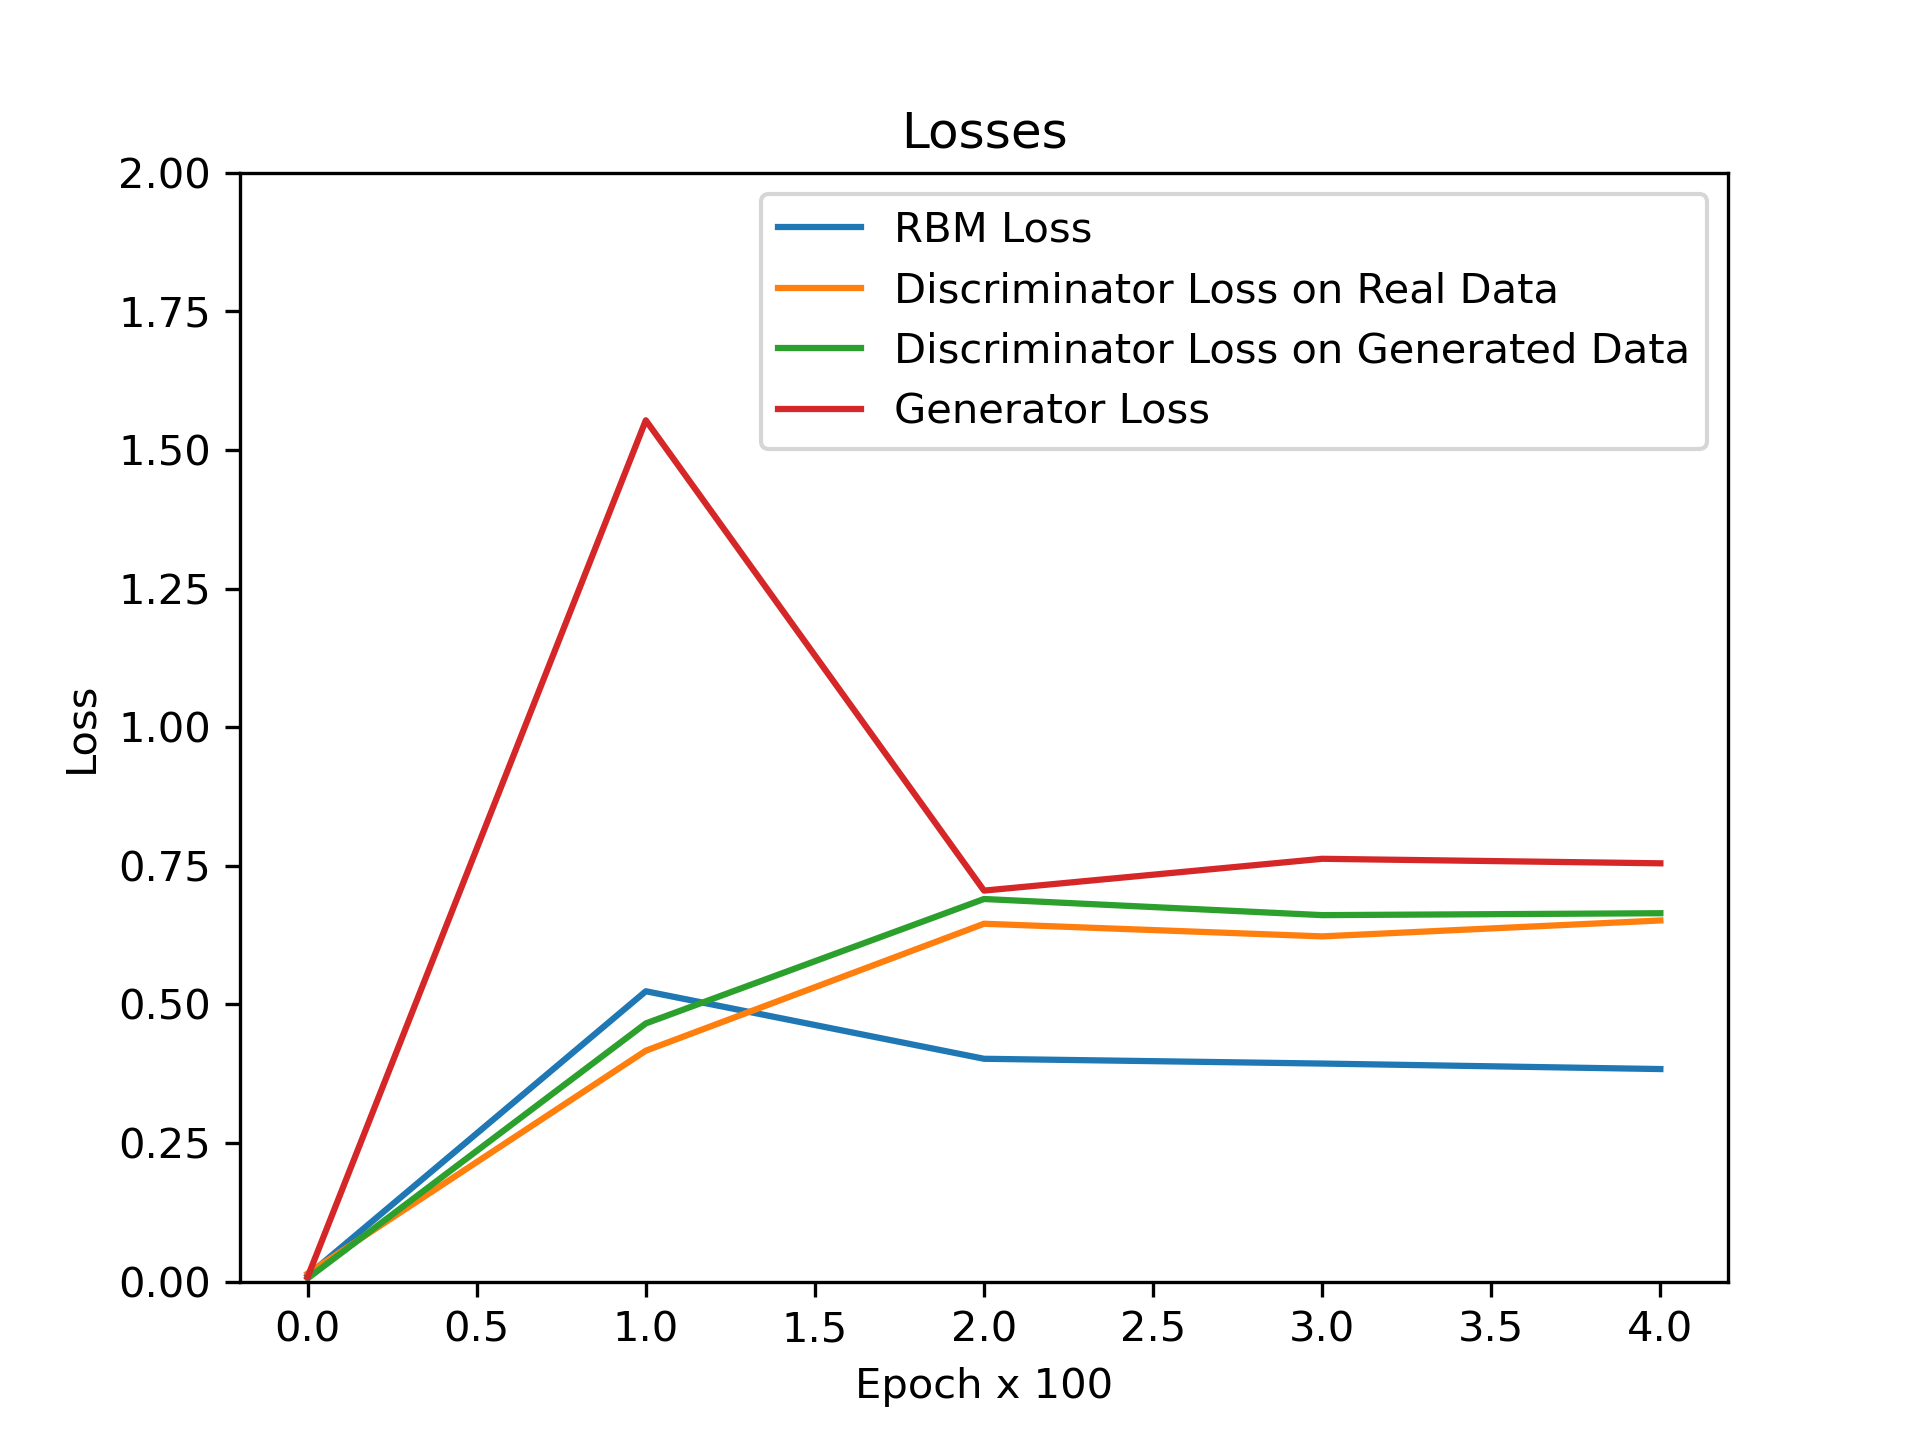 Losses
2.00
1.75
1.50
1.25
1.00
0.75
0.50
0.25
0.00
Loss
RBM Loss
Discriminator Loss on Real Data
Discriminator Loss on Generated Data
Generator Loss
0.0 0.5 1.0 1.5 2.0 2.5 3.0 3.5 4.0
Epoch x 100